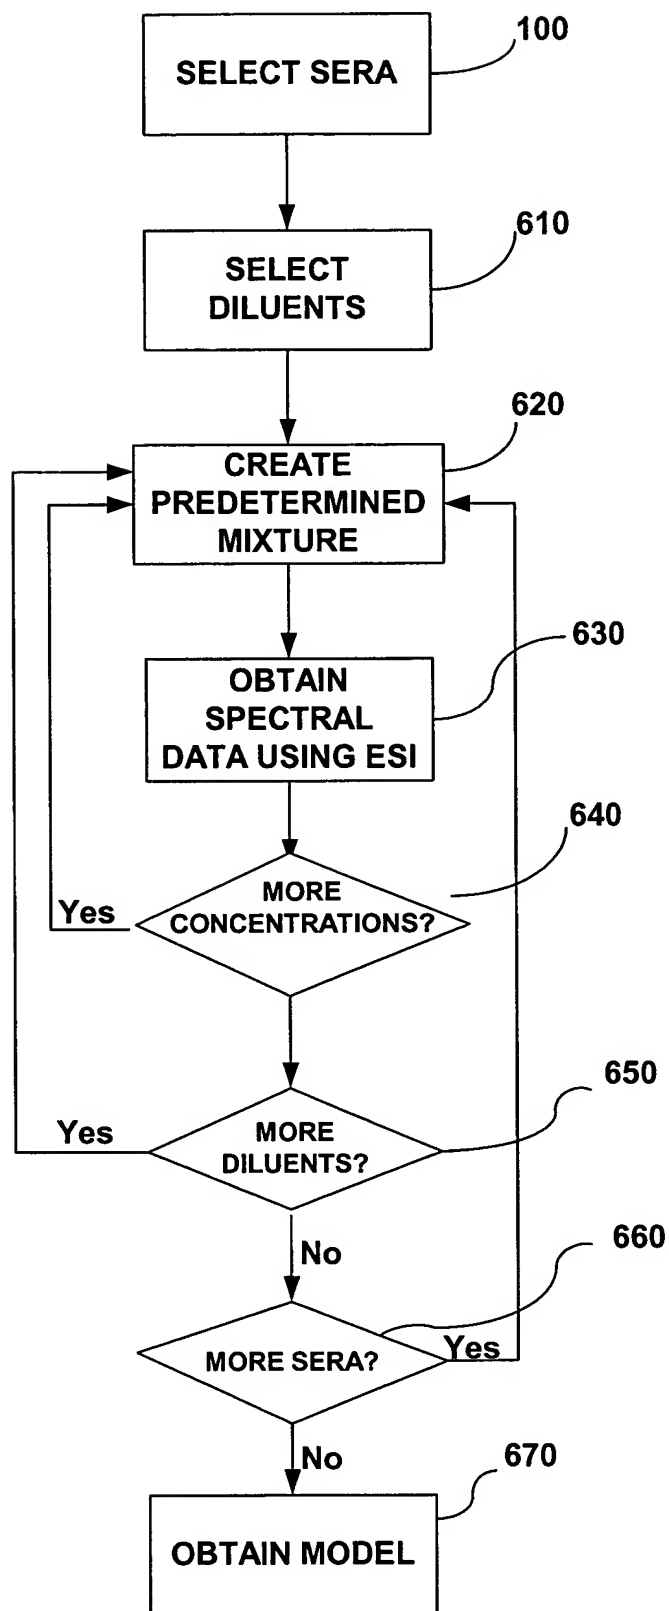 100
SELECT SERA
610
SELECT
DILUENTS
620
CREATE
PREDETERMINED
MIXTURE
630
OBTAIN
SPECTRAL
DATA USING ESI
640
MORE
CONCENTRATIONS?
Yes
650
MORE
DILUENTS?
Yes
No
660
MORE SERA?
Yes
No
670
OBTAIN MODEL